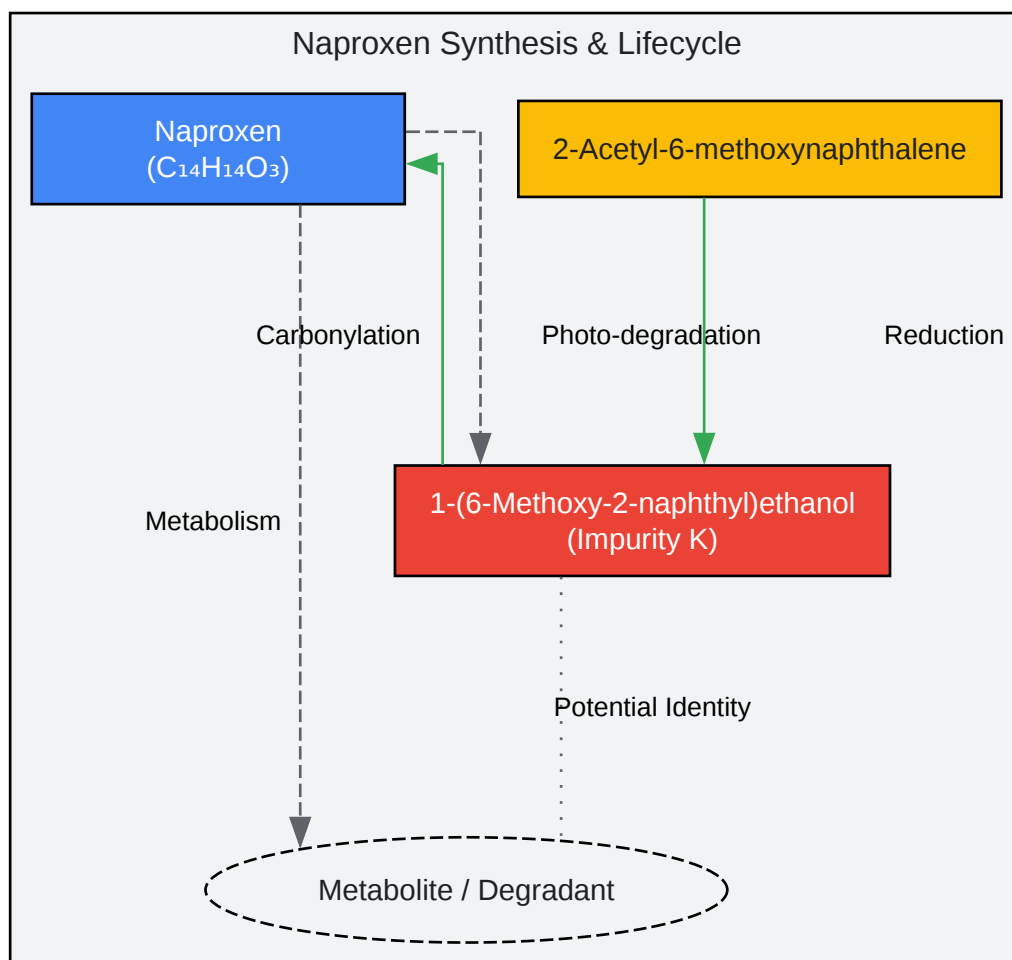 Naproxen Synthesis & Lifecycle
Naproxen
(C₁₄H₁₄O₃)
2-Acetyl-6-methoxynaphthalene
Carbonylation
Photo-degradation
Reduction
1-(6-Methoxy-2-naphthyl)ethanol
(Impurity K)
Metabolism
Potential Identity
Metabolite / Degradant